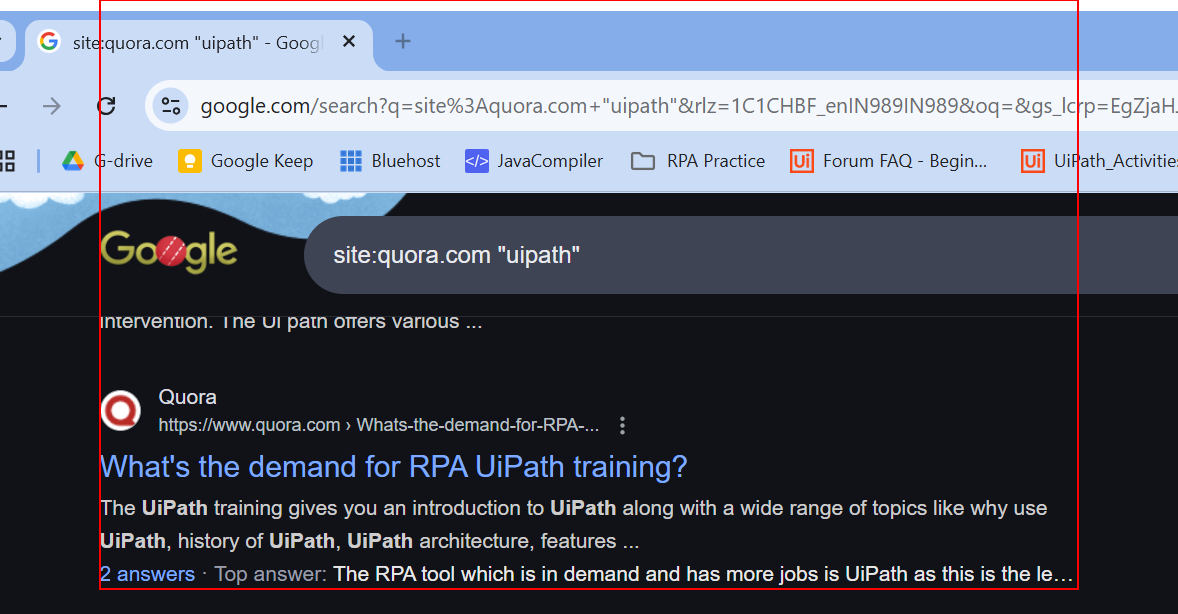 site:quora.com "uipath" - Googl
google.com/search?q=site%3Aquora.com+"uipath"&rlz=1C1CHBF_enIN989IN989&oq=&gs_lcrp=EgZjaHJ
G-drive Google Keep Bluehost JavaCompiler RPA Practice Forum FAQ - Begin... UiPath_Activities
Google
site:quora.com "uipath"
intervention. The Ui path offers various ...
Quora
https://www.quora.com › Whats-the-demand-for-RPA-...
What's the demand for RPA UiPath training?
The UiPath training gives you an introduction to UiPath along with a wide range of topics like why use
UiPath, history of UiPath, UiPath architecture, features ...
2 answers · Top answer: The RPA tool which is in demand and has more jobs is UiPath as this is the le…